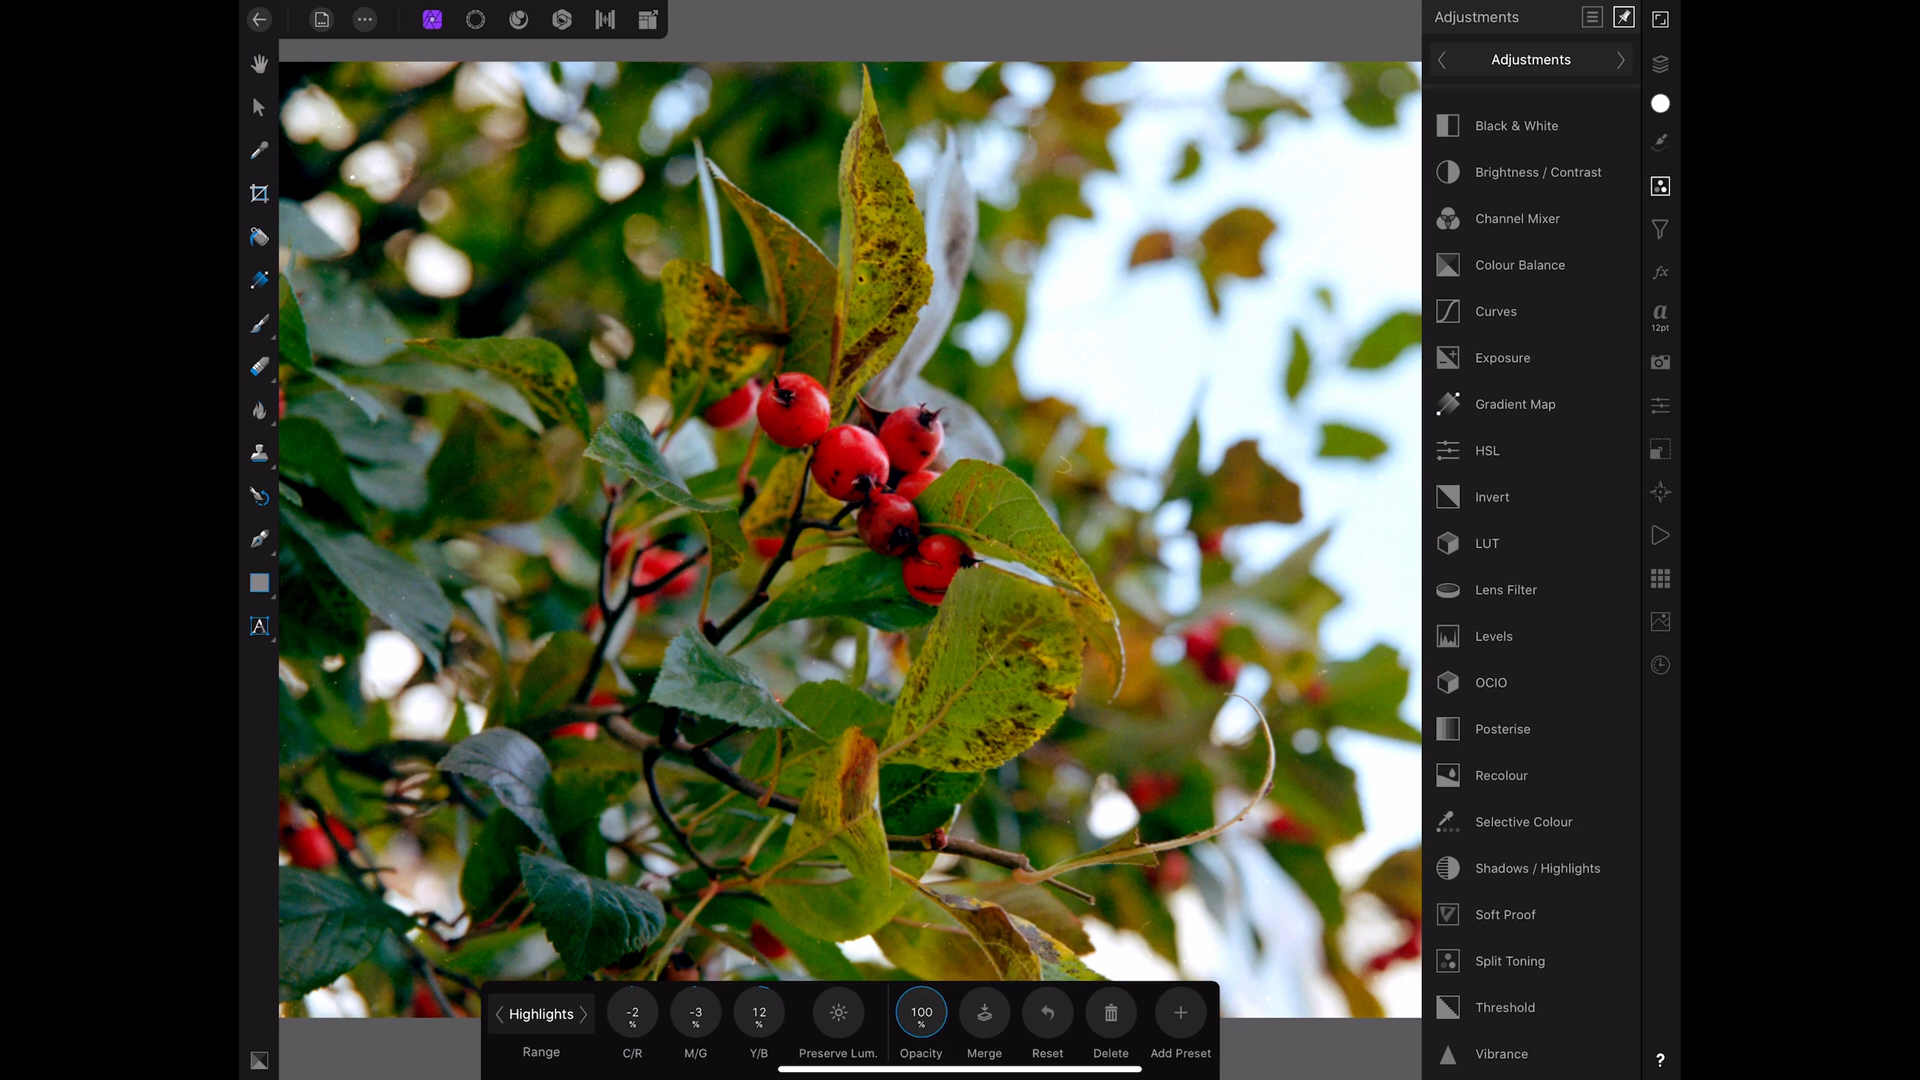 Adjustments
Adjustments
Black & White
Brightness / Contrast
Channel Mixer
Colour Balance
Curves
Exposure
Gradient Map
HSL
Invert
LUT
Lens Filter
Levels
OCIO
Posterise
Recolour
Selective Colour
Shadows / Highlights
Soft Proof
Split Toning
Threshold
Vibrance
fx
a
12pt
?
A
Highlights
Range
-2 %
C/R
-3 %
M/G
12 %
Y/B
Preserve Lum.
100 %
Opacity
Merge
Reset
Delete
Add Preset